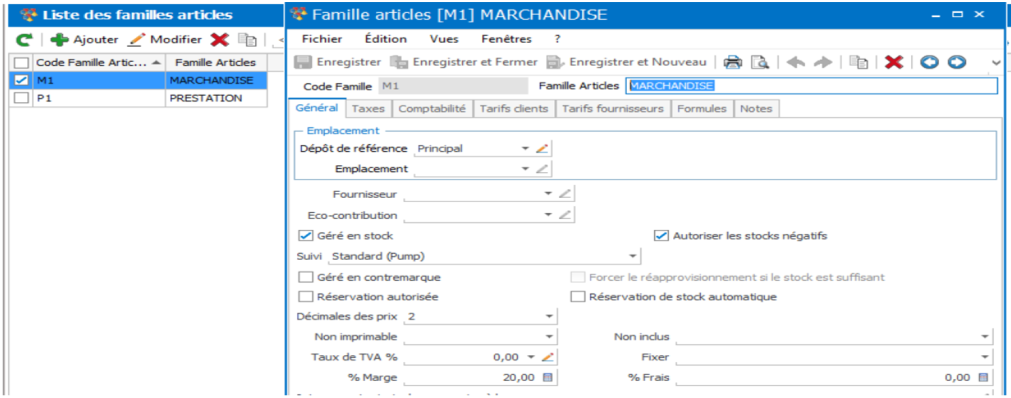 Liste des familles articles
Ajouter Modifier
Code Famille Artic... Famille Articles
M1 MARCHANDISE
P1 PRESTATION
Famille articles [M1] MARCHANDISE
Fichier Édition Vues Fenêtres ?
Enregistrer Enregistrer et Fermer Enregistrer et Nouveau
Code Famille M1 Famille Articles MARCHANDISE
Général Taxes Comptabilité Tarifs clients Tarifs fournisseurs Formules Notes
Emplacement
Dépôt de référence Principal
Emplacement
Fournisseur
Eco-contribution
Géré en stock Autoriser les stocks négatifs
Suivi Standard (Pump)
Géré en contremarque Forcer le réapprovisionnement si le stock est suffisant
Réservation autorisée Réservation de stock automatique
Décimales des prix 2
Non imprimable Non inclus
Taux de TVA % 0,00 Fixer
% Marge 20,00 % Frais 0,00